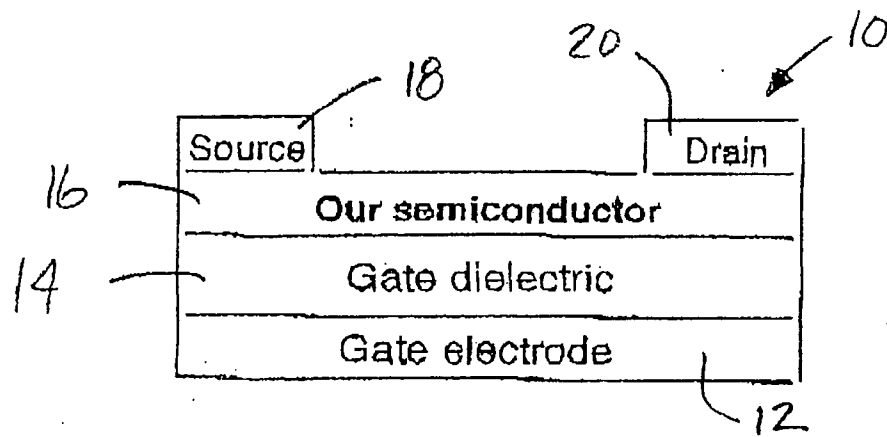 20 10
18
Source Drain
16
Our semiconductor
14 Gate dielectric
Gate electrode
12